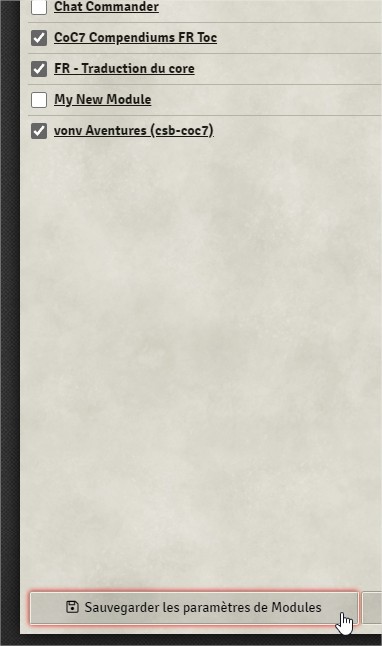 Chat Commander
CoC7 Compendiums FR Toc
FR - Traduction du core
My New Module
vonv Aventures (csb-coc7)
Sauvegarder les paramètres de Modules